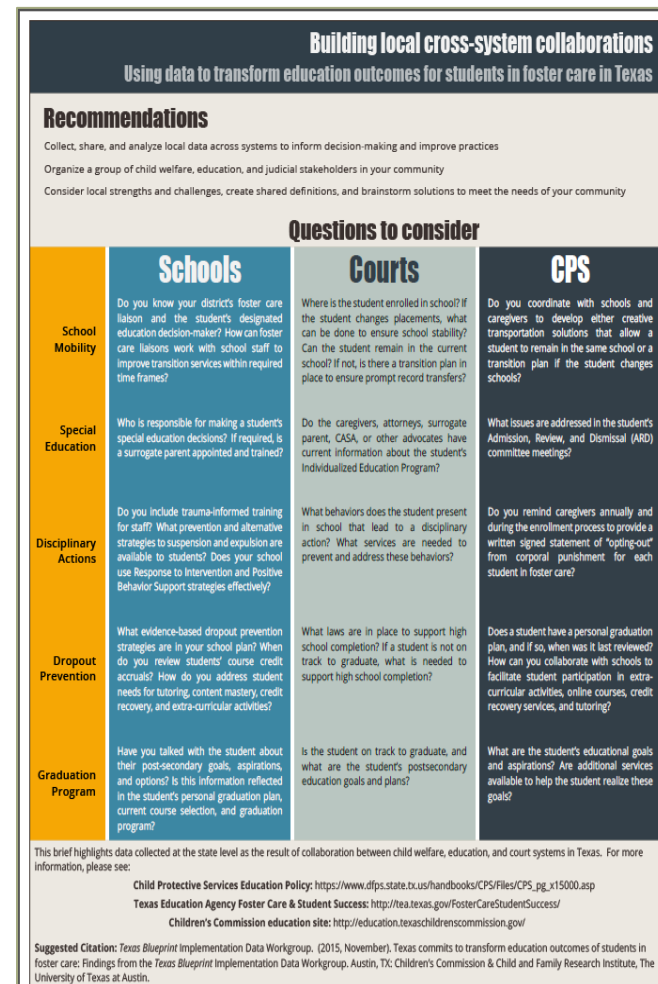 Building local cross-system collaborations
Using data to transform education outcomes for students in foster care in Texas
Recommendations
Collect, share, and analyze local data across systems to inform decision-making and improve practices
Organize a group of child welfare, education, and judicial stakeholders in your community
Consider local strengths and challenges, create shared definitions, and brainstorm solutions to meet the needs of your community
Questions to consider
Schools
Courts
CPS
School
Mobility
Do you know your district's foster care
liaison and the student's designated
education decision-maker? How can foster
care liaisons work with school staff to
improve transition services within required
time frames?
Where is the student enrolled in school? If
the student changes placements, what
can be done to ensure school stability?
Can the student remain in the current
school? If not, is there a transition plan in
place to ensure prompt record transfers?
Do you coordinate with schools and
caregivers to develop either creative
transportation solutions that allow a
student to remain in the same school or a
transition plan if the student changes
schools?
Special
Education
Who is responsible for making a student's
special education decisions? If required, is
a surrogate parent appointed and trained?
Do the caregivers, attorneys, surrogate
parent, CASA, or other advocates have
current information about the student's
Individualized Education Program?
What issues are addressed in the student's
Admission, Review, and Dismissal (ARD)
committee meetings?
Disciplinary
Actions
Do you include trauma-informed training
for staff? What prevention and alternative
strategies to suspension and expulsion are
available to students? Does your school
use Response to Intervention and Positive
Behavior Support strategies effectively?
What behaviors does the student present
in school that lead to a disciplinary
action? What services are needed to
prevent and address these behaviors?
Do you remind caregivers annually and
during the enrollment process to provide a
written signed statement of "opting-out"
from corporal punishment for each
student in foster care?
Dropout
Prevention
What evidence-based dropout prevention
strategies are in your school plan? When
do you review students' course credit
accruals? How do you address student
needs for tutoring, content mastery, credit
recovery, and extra-curricular activities?
What laws are in place to support high
school completion? If a student is not on
track to graduate, what is needed to
support high school completion?
Does a student have a personal graduation
plan, and if so, when was it last reviewed?
How can you collaborate with schools to
facilitate student participation in extra-
curricular activities, online courses, credit
recovery services, and tutoring?
Graduation
Program
Have you talked with the student about
their post-secondary goals, aspirations,
and options? Is this information reflected
in the student's personal graduation plan,
current course selection, and graduation
program?
Is the student on track to graduate, and
what are the student's postsecondary
education goals and plans?
What are the student's educational goals
and aspirations? Are additional services
available to help the student realize these
goals?
This brief highlights data collected at the state level as the result of collaboration between child welfare, education, and court systems in Texas. For more
information, please see:
Child Protective Services Education Policy: https://www.dfps.state.tx.us/handbooks/CPS/Files/CPS_pg_x15000.asp
Texas Education Agency Foster Care & Student Success: http://tea.texas.gov/FosterCareStudentSuccess/
Children's Commission education site: http://education.texaschildrenscommission.gov/
Suggested Citation: Texas Blueprint Implementation Data Workgroup. (2015, November). Texas commits to transform education outcomes of students in
foster care: Findings from the Texas Blueprint Implementation Data Workgroup. Austin, TX: Children's Commission & Child and Family Research Institute, The
University of Texas at Austin.